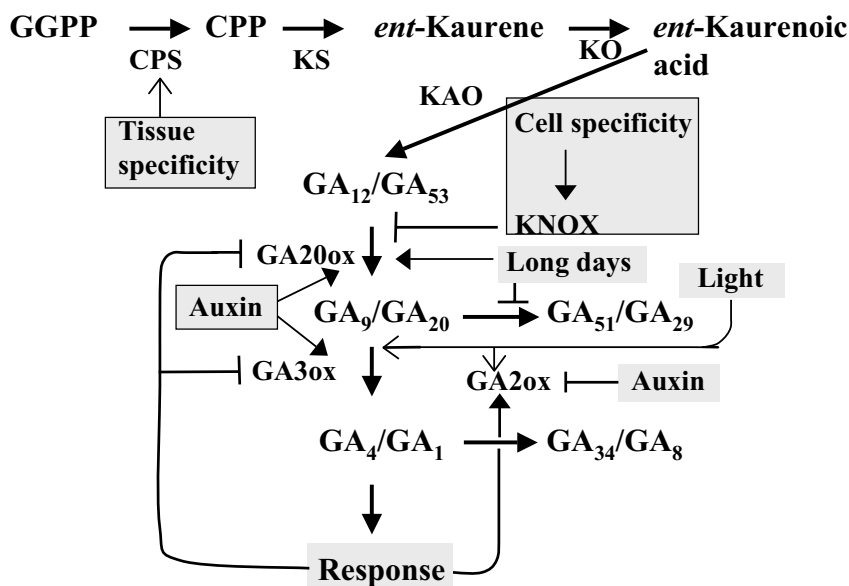 GGPP CPP ent-Kaurene ent-Kaurenoic
acid
CPS KS KO
KAO
Tissue
specificity
Cell specificity
GA12/GA53
KNOX
GA20ox
Long days
Light
Auxin
GA9/GA20 GA51/GA29
GA3ox GA2ox Auxin
GA4/GA1 GA34/GA8
Response